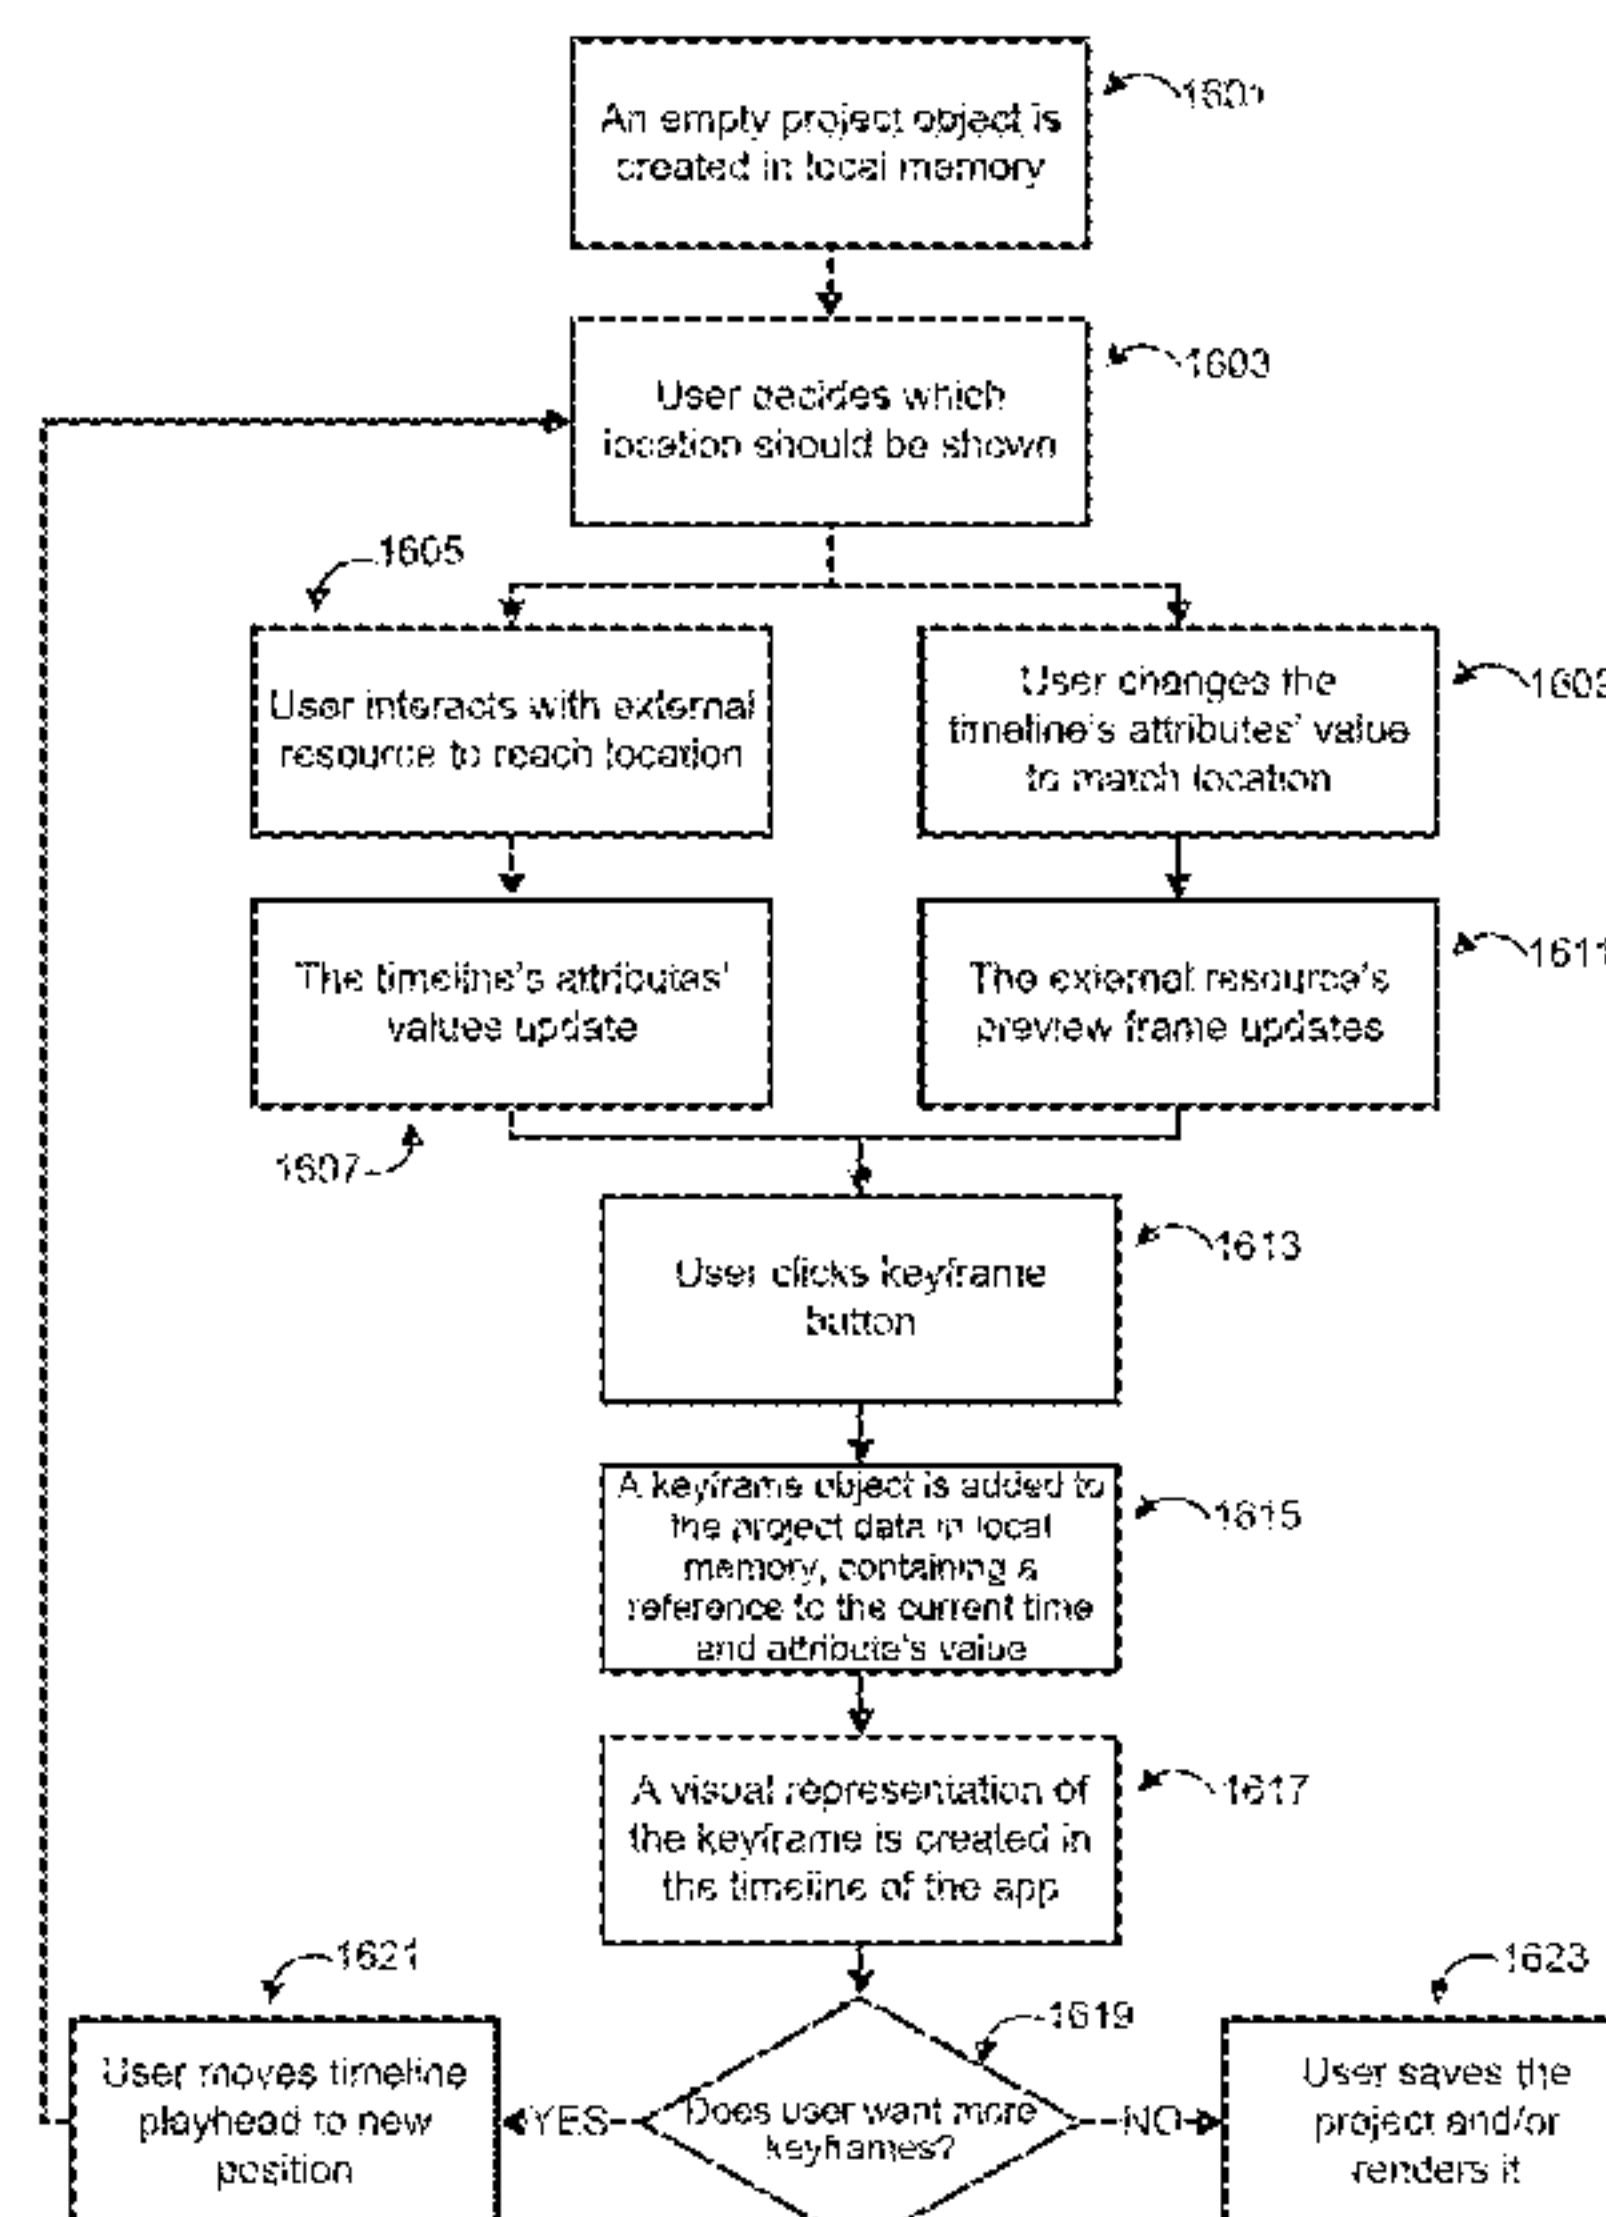 An empty project object is
created in local memory
1601
User decides which
location should be shown
1603
1605
User interacts with external
resource to reach location
User changes the
timeline's attributes' value
to match location
1609
The timeline's attributes'
values update
1607
The external resource's
preview frame updates
1611
User clicks keyframe
button
1613
A keyframe object is added to
the project data in local
memory, containing a
reference to the current time
and attribute's value
1615
A visual representation of
the keyframe is created in
the timeline of the app
1617
1621
User moves timeline
playhead to new
position
YES
1619
Does user want more
keyframes?
NO
1623
User saves the
project and/or
renders it